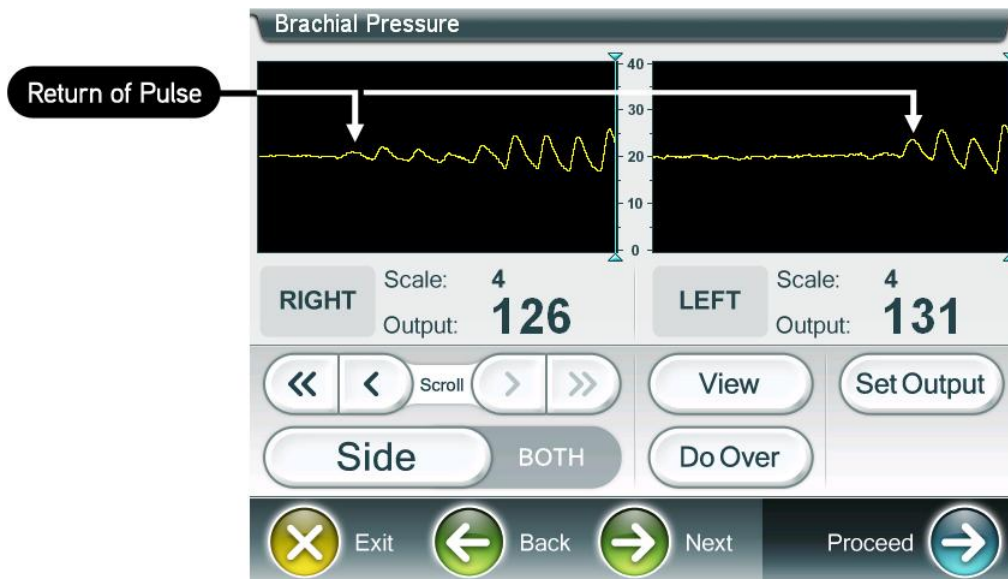 Brachial Pressure
Return of Pulse
40
30
20
10
0
RIGHT
Scale: 4
Output: 126
LEFT
Scale: 4
Output: 131
Scroll
View
Set Output
Side
BOTH
Do Over
Exit
Back
Next
Proceed